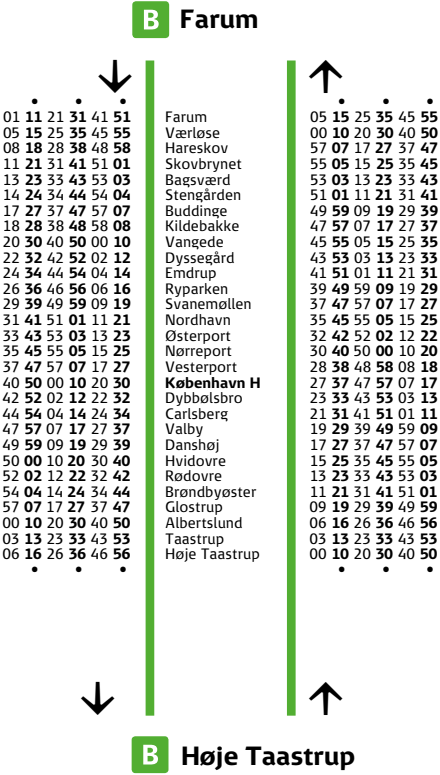 B Farum
01 11 21 31 41 51 Farum 05 15 25 35 45 55
05 15 25 35 45 55 Værløse 00 10 20 30 40 50
08 18 28 38 48 58 Hareskov 57 07 17 27 37 47
11 21 31 41 51 01 Skovbrynet 55 05 15 25 35 45
13 23 33 43 53 03 Bagsværd 53 03 13 23 33 43
14 24 34 44 54 04 Stengården 51 01 11 21 31 41
17 27 37 47 57 07 Buddinge 49 59 09 19 29 39
18 28 38 48 58 08 Kildebakke 47 57 07 17 27 37
20 30 40 50 00 10 Vangede 45 55 05 15 25 35
22 32 42 52 02 12 Dyssegård 43 53 03 13 23 33
24 34 44 54 04 14 Emdrup 41 51 01 11 21 31
26 36 46 56 06 16 Ryparken 39 49 59 09 19 29
29 39 49 59 09 19 Svanemøllen 37 47 57 07 17 27
31 41 51 01 11 21 Nordhavn 35 45 55 05 15 25
33 43 53 03 13 23 Østerport 32 42 52 02 12 22
35 45 55 05 15 25 Nørreport 30 40 50 00 10 20
37 47 57 07 17 27 Vesterport 28 38 48 58 08 18
40 50 00 10 20 30 København H 27 37 47 57 07 17
42 52 02 12 22 32 Dybbølsbro 23 33 43 53 03 13
44 54 04 14 24 34 Carlsberg 21 31 41 51 01 11
47 57 07 17 27 37 Valby 19 29 39 49 59 09
49 59 09 19 29 39 Danshøj 17 27 37 47 57 07
50 00 10 20 30 40 Hvidovre 15 25 35 45 55 05
52 02 12 22 32 42 Rødovre 13 23 33 43 53 03
54 04 14 24 34 44 Brøndbyøster 11 21 31 41 51 01
57 07 17 27 37 47 Glostrup 09 19 29 39 49 59
00 10 20 30 40 50 Albertslund 06 16 26 36 46 56
03 13 23 33 43 53 Taastrup 03 13 23 33 43 53
06 16 26 36 46 56 Høje Taastrup 00 10 20 30 40 50
B Høje Taastrup